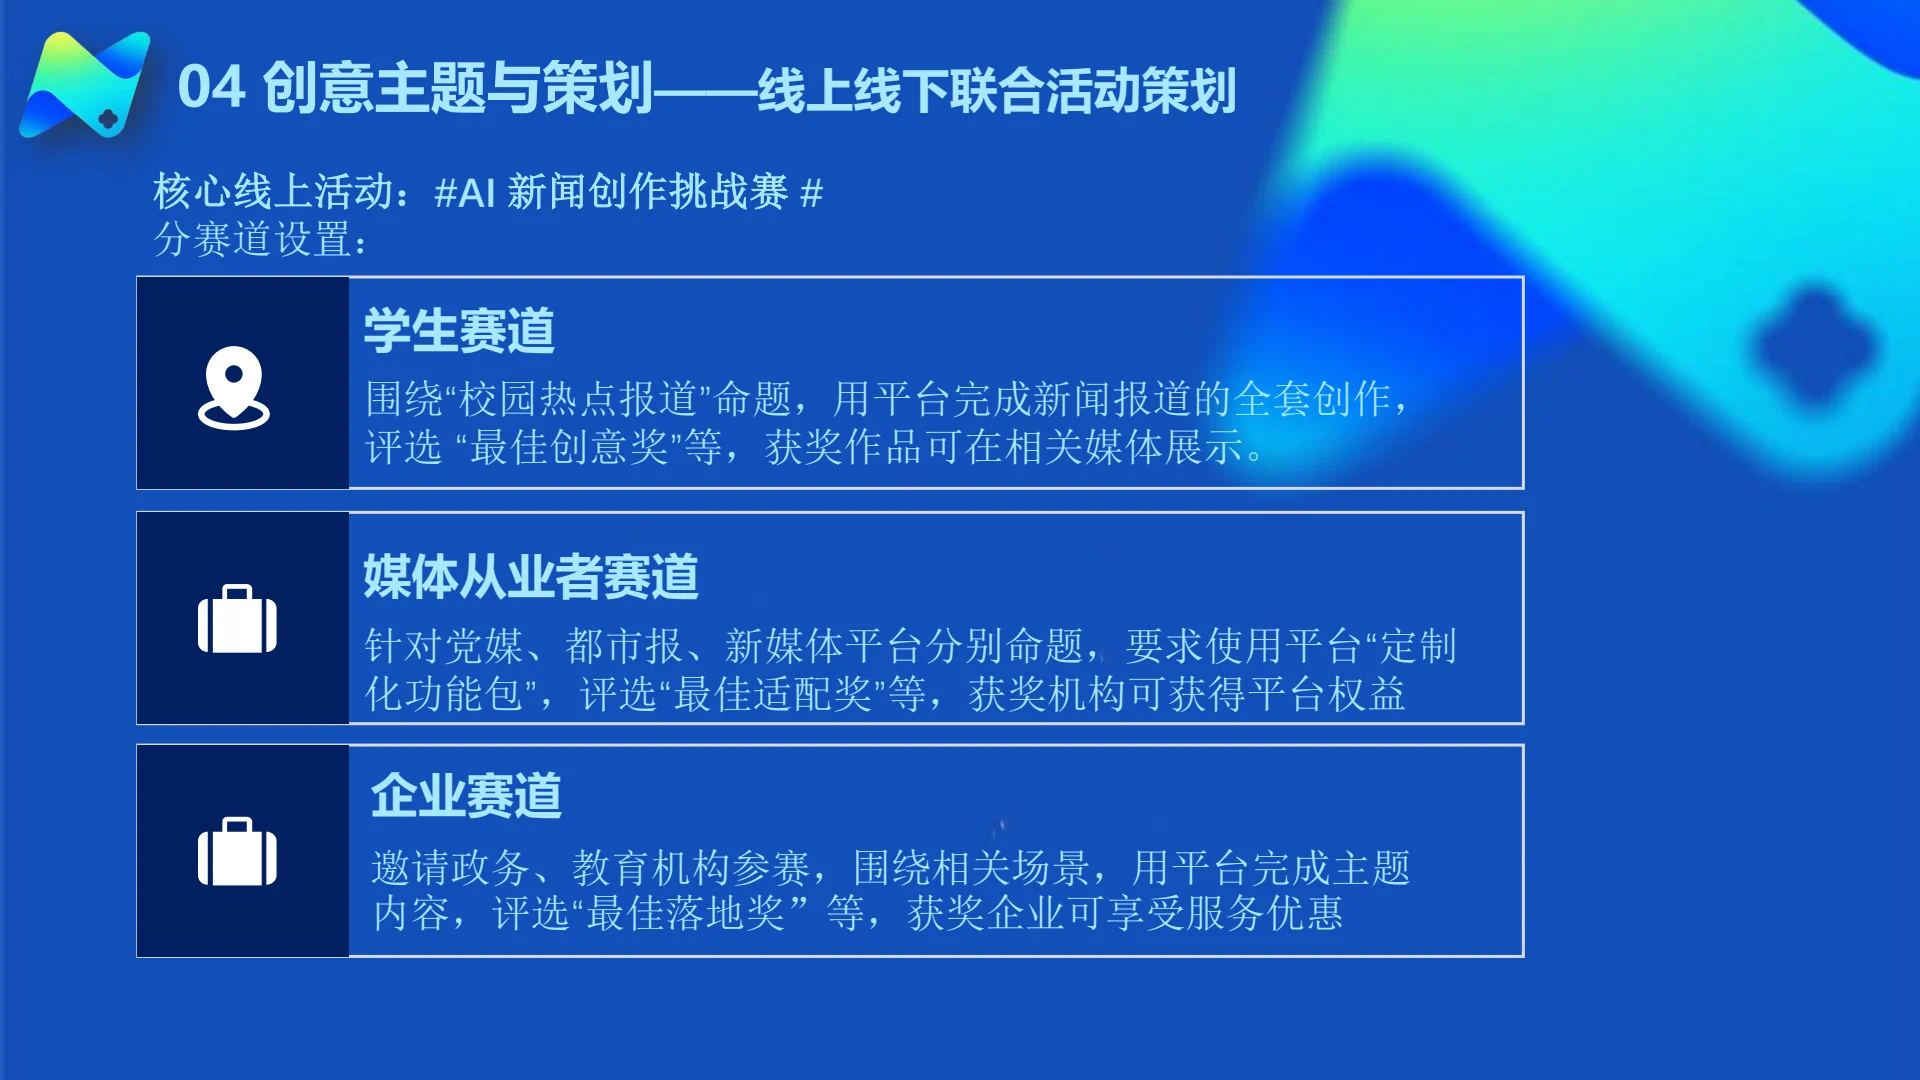 04 创意主题与策划——线上线下联合活动策划
核心线上活动：#AI 新闻创作挑战赛 #
分赛道设置：
学生赛道
围绕“校园热点报道”命题，用平台完成新闻报道的全套创作，
评选 “最佳创意奖”等，获奖作品可在相关媒体展示。
媒体从业者赛道
针对党媒、都市报、新媒体平台分别命题，要求使用平台“定制
化功能包”，评选“最佳适配奖”等，获奖机构可获得平台权益
企业赛道
邀请政务、教育机构参赛，围绕相关场景，用平台完成主题
内容，评选“最佳落地奖”等，获奖企业可享受服务优惠